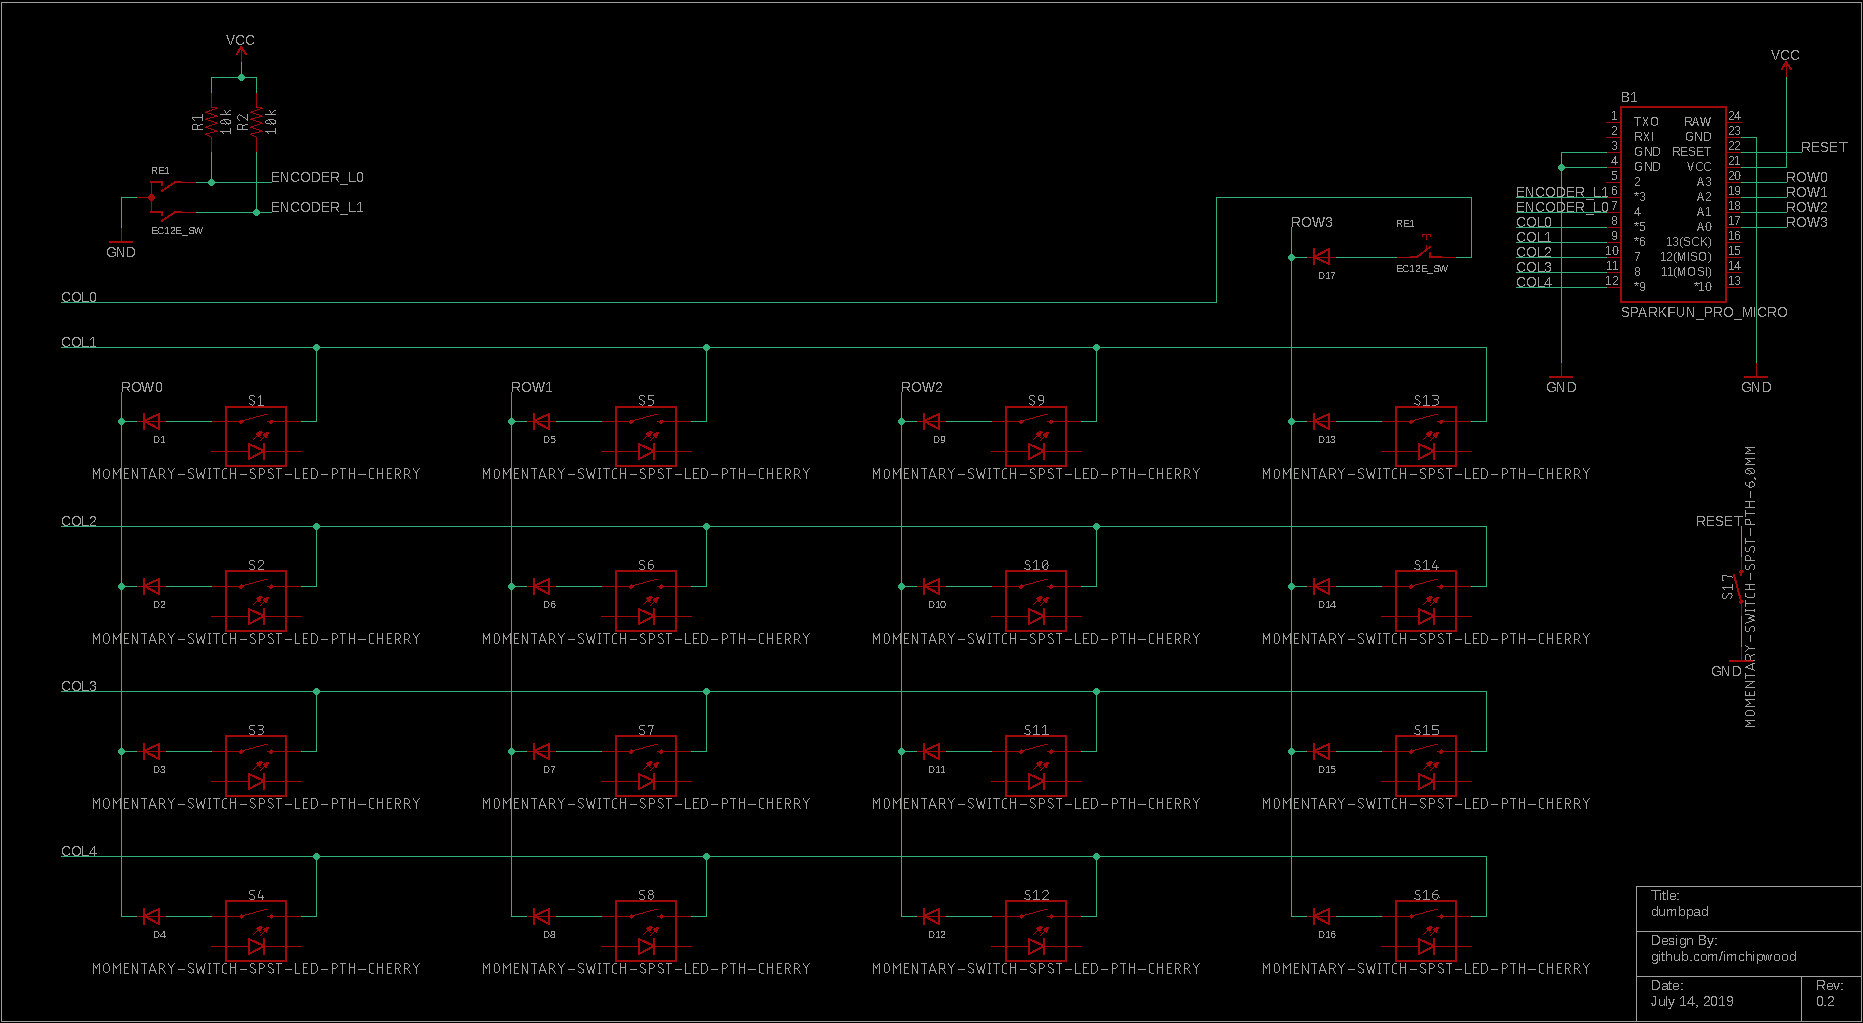 VCC
R1
10k
R2
10k
RE1
ENCODER_L0
ENCODER_L1
EC12E_SW
GND
VCC
B1
1 TXO RAW 24
2 RXI GND 23
3 GND RESET 22 RESET
4 GND VCC 21
5 2 A3 20 ROW0
ENCODER_L1 6 *3 A2 19 ROW1
ENCODER_L0 7 4 A1 18 ROW2
COL0 8 *5 A0 17 ROW3
COL1 9 *6 13(SCK) 16
COL2 10 7 12(MISO) 15
COL3 11 8 11(MOSI) 14
COL4 12 *9 *10 13
SPARKFUN_PRO_MICRO
GND GND
ROW3 RE1
D17 EC12E_SW
COL0
COL1
ROW0 ROW1 ROW2
S1 S5 S9 S13
D1 D5 D9 D13
MOMENTARY-SWITCH-SPST-LED-PTH-CHERRY MOMENTARY-SWITCH-SPST-LED-PTH-CHERRY MOMENTARY-SWITCH-SPST-LED-PTH-CHERRY MOMENTARY-SWITCH-SPST-LED-PTH-CHERRY
COL2
S2 S6 S10 S14
D2 D6 D10 D14
MOMENTARY-SWITCH-SPST-LED-PTH-CHERRY MOMENTARY-SWITCH-SPST-LED-PTH-CHERRY MOMENTARY-SWITCH-SPST-LED-PTH-CHERRY MOMENTARY-SWITCH-SPST-LED-PTH-CHERRY
COL3
S3 S7 S11 S15
D3 D7 D11 D15
MOMENTARY-SWITCH-SPST-LED-PTH-CHERRY MOMENTARY-SWITCH-SPST-LED-PTH-CHERRY MOMENTARY-SWITCH-SPST-LED-PTH-CHERRY MOMENTARY-SWITCH-SPST-LED-PTH-CHERRY
COL4
S4 S8 S12 S16
D4 D8 D12 D16
MOMENTARY-SWITCH-SPST-LED-PTH-CHERRY MOMENTARY-SWITCH-SPST-LED-PTH-CHERRY MOMENTARY-SWITCH-SPST-LED-PTH-CHERRY MOMENTARY-SWITCH-SPST-LED-PTH-CHERRY
RESET
S17
MOMENTARY-SWITCH-SPST-PTH-6.0MM
GND
Title:
dumbpad
Design By:
github.com/imchipwood
Date:
July 14, 2019
Rev:
0.2